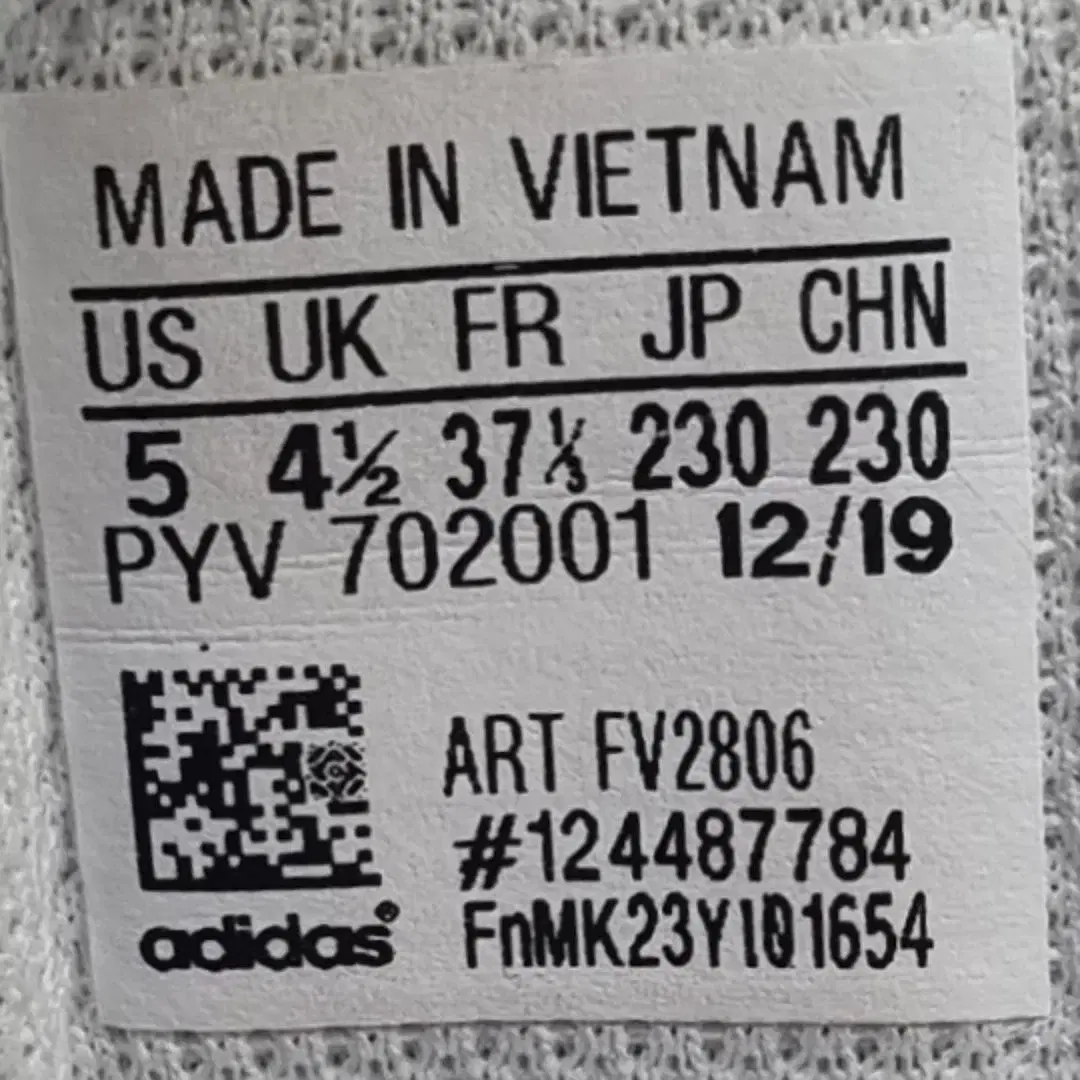 MADE IN VIETNAM
US UK FR JP CHN
5 4½ 37⅓ 230 230
PYV 702001 12/19
ART FV2806
#124487784
FnMK23YI01654
adidas®